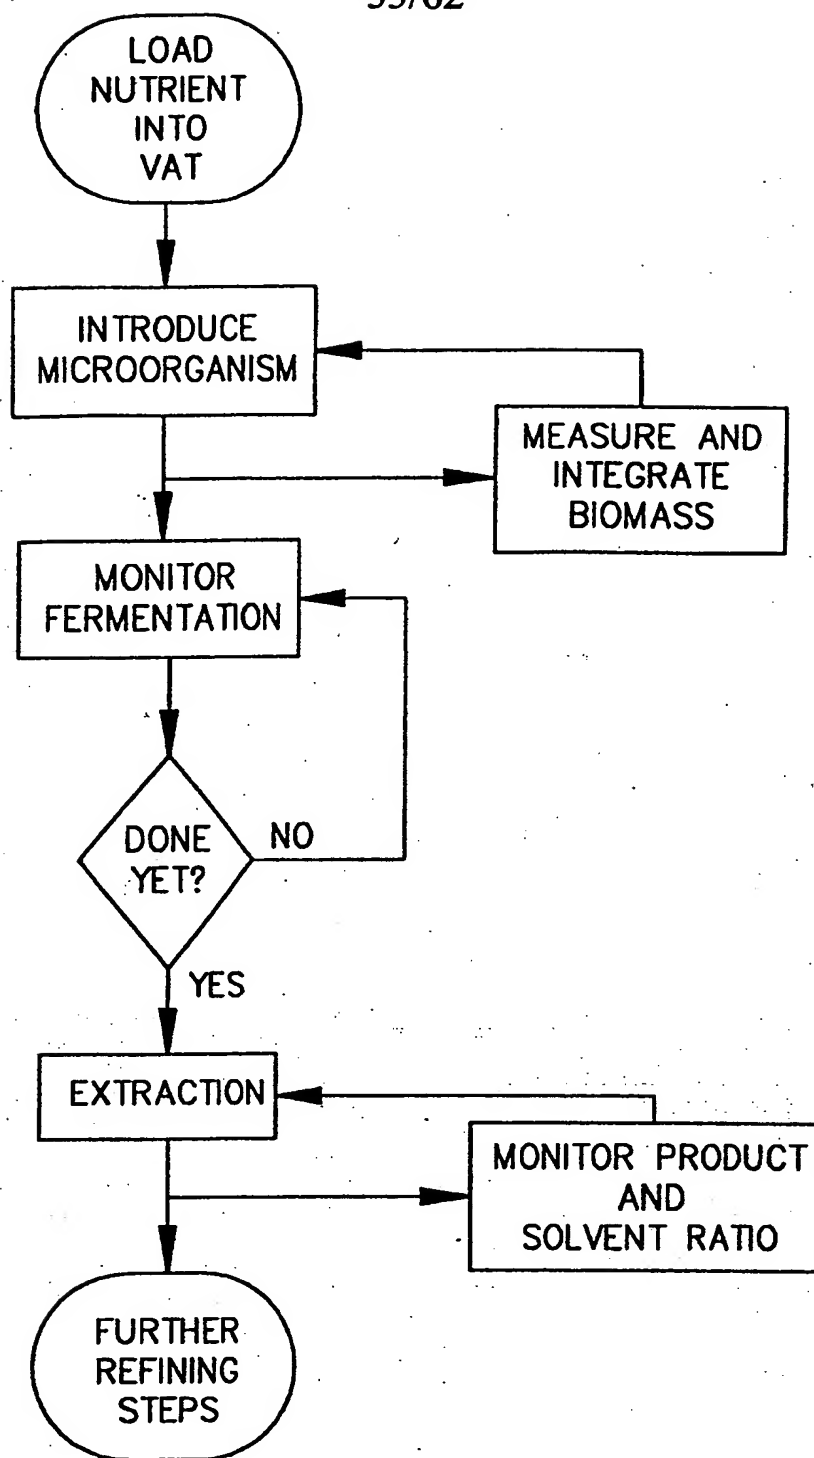 LOAD
NUTRIENT
INTO
VAT
INTRODUCE
MICROORGANISM
MEASURE AND
INTEGRATE
BIOMASS
MONITOR
FERMENTATION
DONE
YET?
NO
YES
EXTRACTION
MONITOR PRODUCT
AND
SOLVENT RATIO
FURTHER
REFINING
STEPS